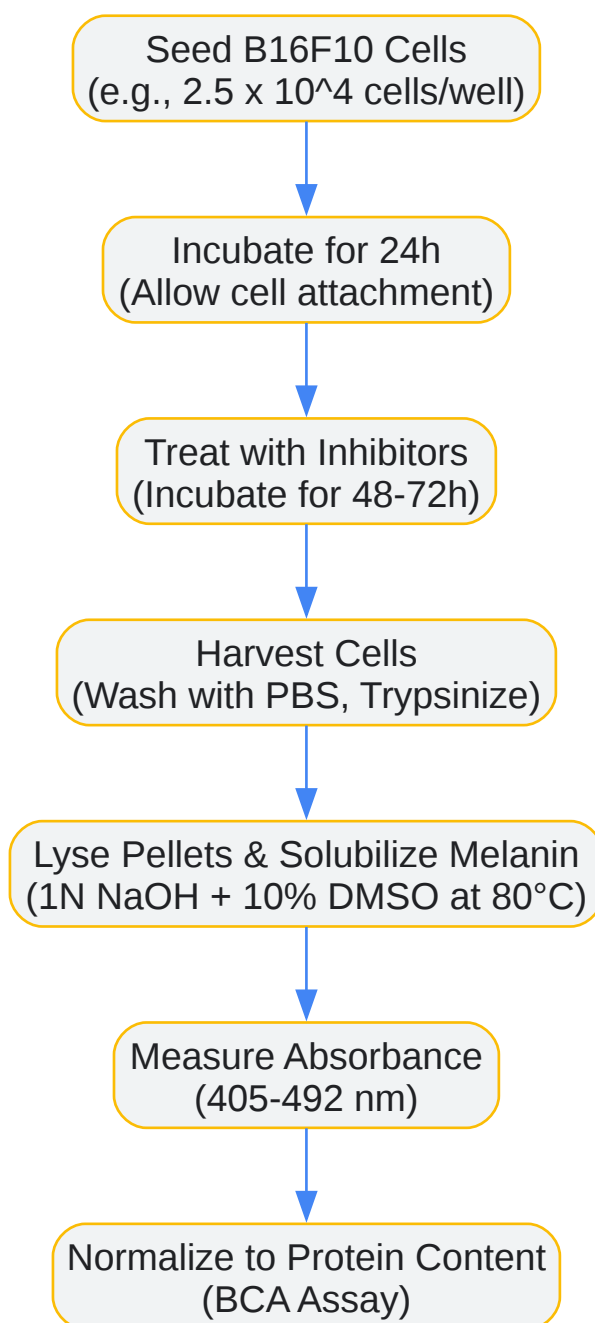 Seed B16F10 Cells
(e.g., 2.5 x 10^4 cells/well)
Incubate for 24h
(Allow cell attachment)
Treat with Inhibitors
(Incubate for 48-72h)
Harvest Cells
(Wash with PBS, Trypsinize)
Lyse Pellets & Solubilize Melanin
(1N NaOH + 10% DMSO at 80°C)
Measure Absorbance
(405-492 nm)
Normalize to Protein Content
(BCA Assay)